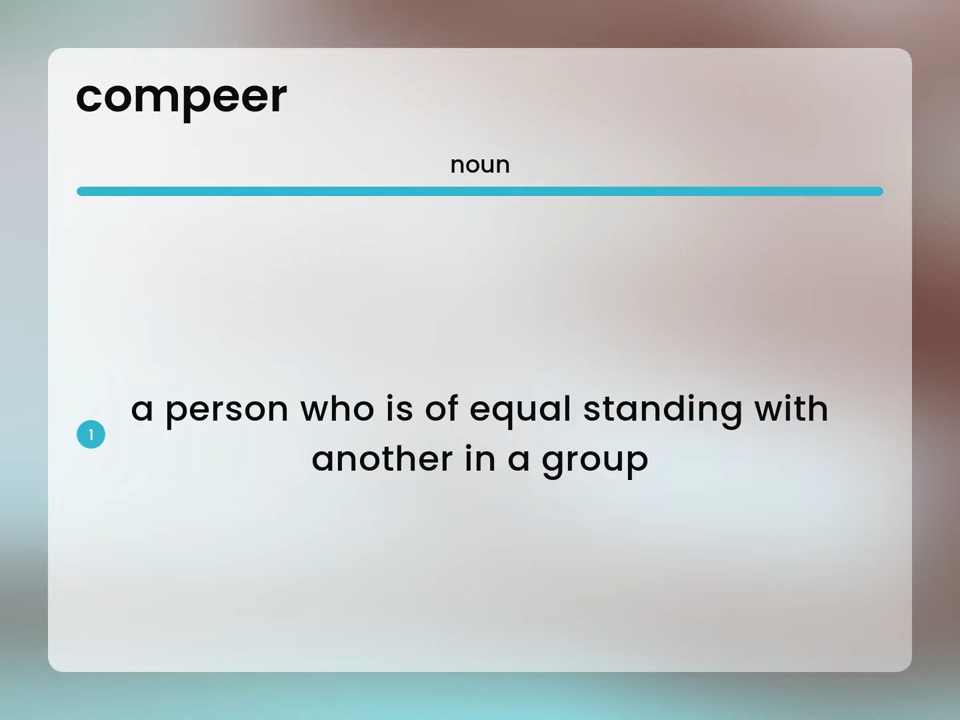 compeer
noun
1
a person who is of equal standing with
another in a group